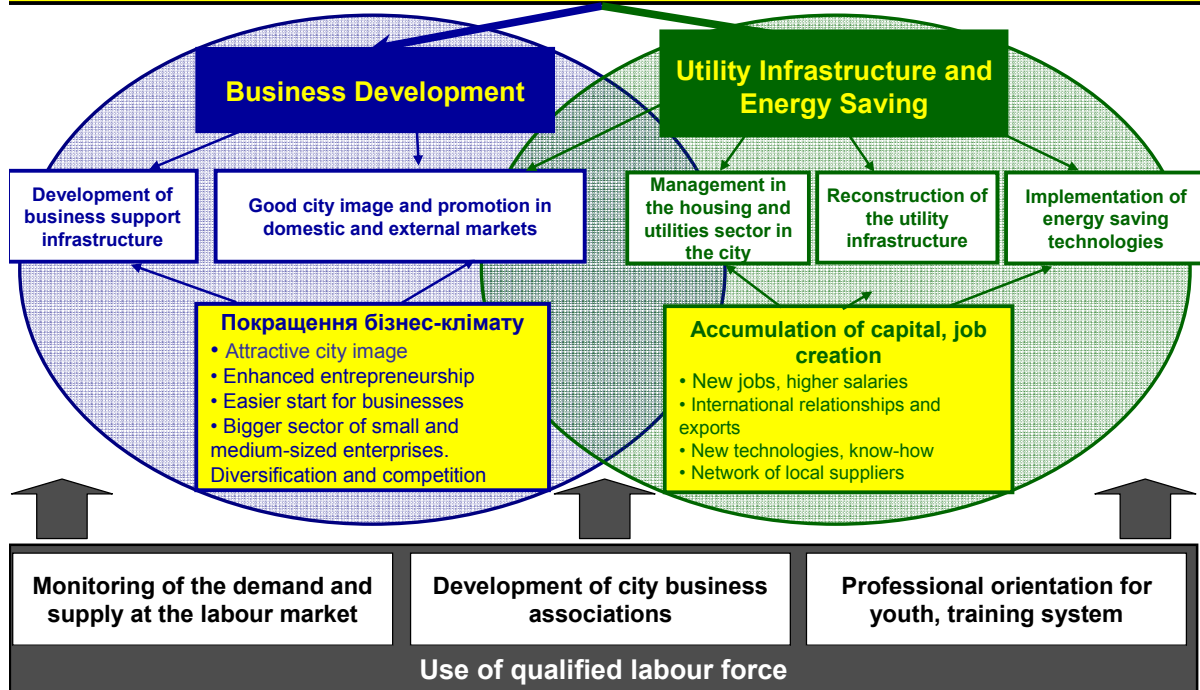 Business Development
Utility Infrastructure and
Energy Saving
Development of
business support
infrastructure
Good city image and promotion in
domestic and external markets
Management in
the housing and
utilities sector in
the city
Reconstruction of
the utility
infrastructure
Implementation of
energy saving
technologies
Покращення бізнес-клімату
• Attractive city image
• Enhanced entrepreneurship
• Easier start for businesses
• Bigger sector of small and
medium-sized enterprises.
Diversification and competition
Accumulation of capital, job
creation
• New jobs, higher salaries
• International relationships and
exports
• New technologies, know-how
• Network of local suppliers
Monitoring of the demand and
supply at the labour market
Development of city business
associations
Professional orientation for
youth, training system
Use of qualified labour force